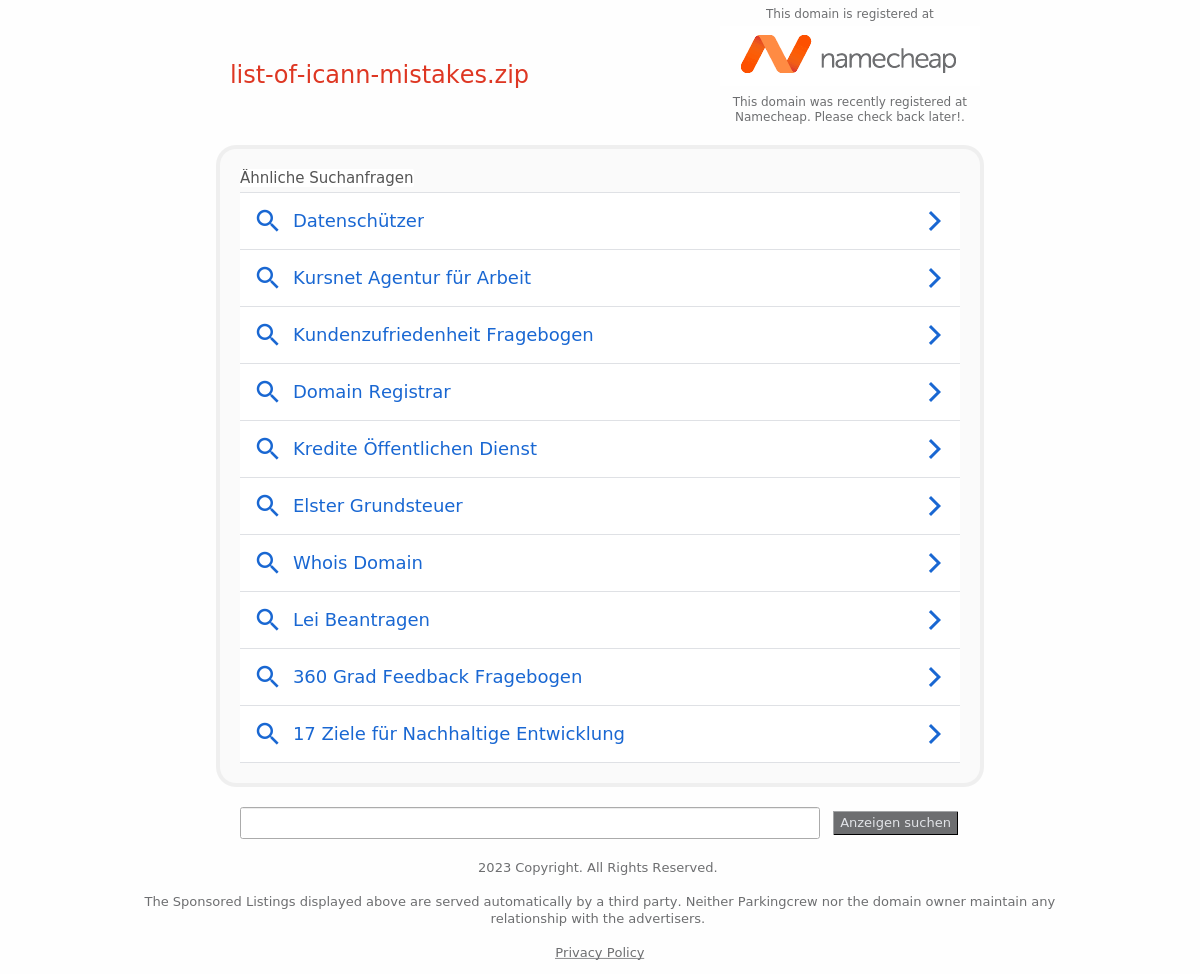 This domain is registered at
namecheap
list-of-icann-mistakes.zip
This domain was recently registered at
Namecheap. Please check back later!.
Ähnliche Suchanfragen
Datenschützer
Kursnet Agentur für Arbeit
Kundenzufriedenheit Fragebogen
Domain Registrar
Kredite Öffentlichen Dienst
Elster Grundsteuer
Whois Domain
Lei Beantragen
360 Grad Feedback Fragebogen
17 Ziele für Nachhaltige Entwicklung
Anzeigen suchen
2023 Copyright. All Rights Reserved.
The Sponsored Listings displayed above are served automatically by a third party. Neither Parkingcrew nor the domain owner maintain any
relationship with the advertisers.
Privacy Policy